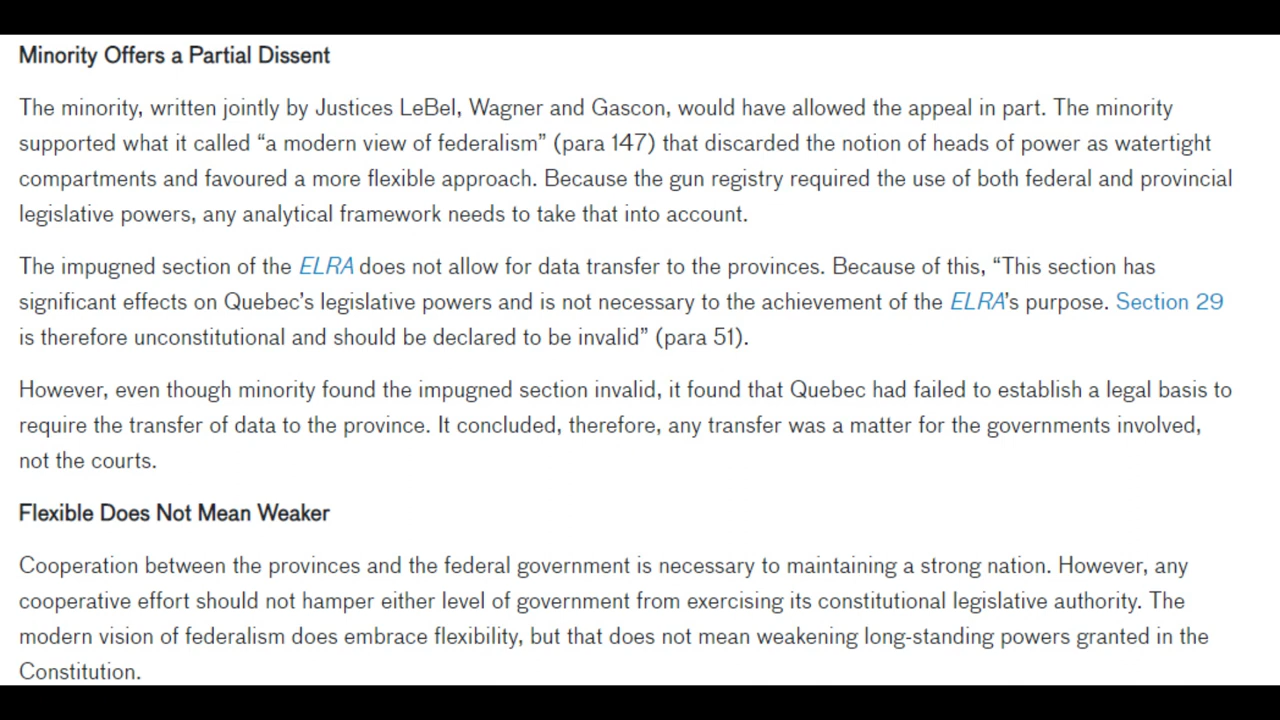 Minority Offers a Partial Dissent
The minority, written jointly by Justices LeBel, Wagner and Gascon, would have allowed the appeal in part. The minority
supported what it called “a modern view of federalism” (para 147) that discarded the notion of heads of power as watertight
compartments and favoured a more flexible approach. Because the gun registry required the use of both federal and provincial
legislative powers, any analytical framework needs to take that into account.
The impugned section of the ELRA does not allow for data transfer to the provinces. Because of this, “This section has
significant effects on Quebec’s legislative powers and is not necessary to the achievement of the ELRA’s purpose. Section 29
is therefore unconstitutional and should be declared to be invalid” (para 51).
However, even though minority found the impugned section invalid, it found that Quebec had failed to establish a legal basis to
require the transfer of data to the province. It concluded, therefore, any transfer was a matter for the governments involved,
not the courts.
Flexible Does Not Mean Weaker
Cooperation between the provinces and the federal government is necessary to maintaining a strong nation. However, any
cooperative effort should not hamper either level of government from exercising its constitutional legislative authority. The
modern vision of federalism does embrace flexibility, but that does not mean weakening long-standing powers granted in the
Constitution.